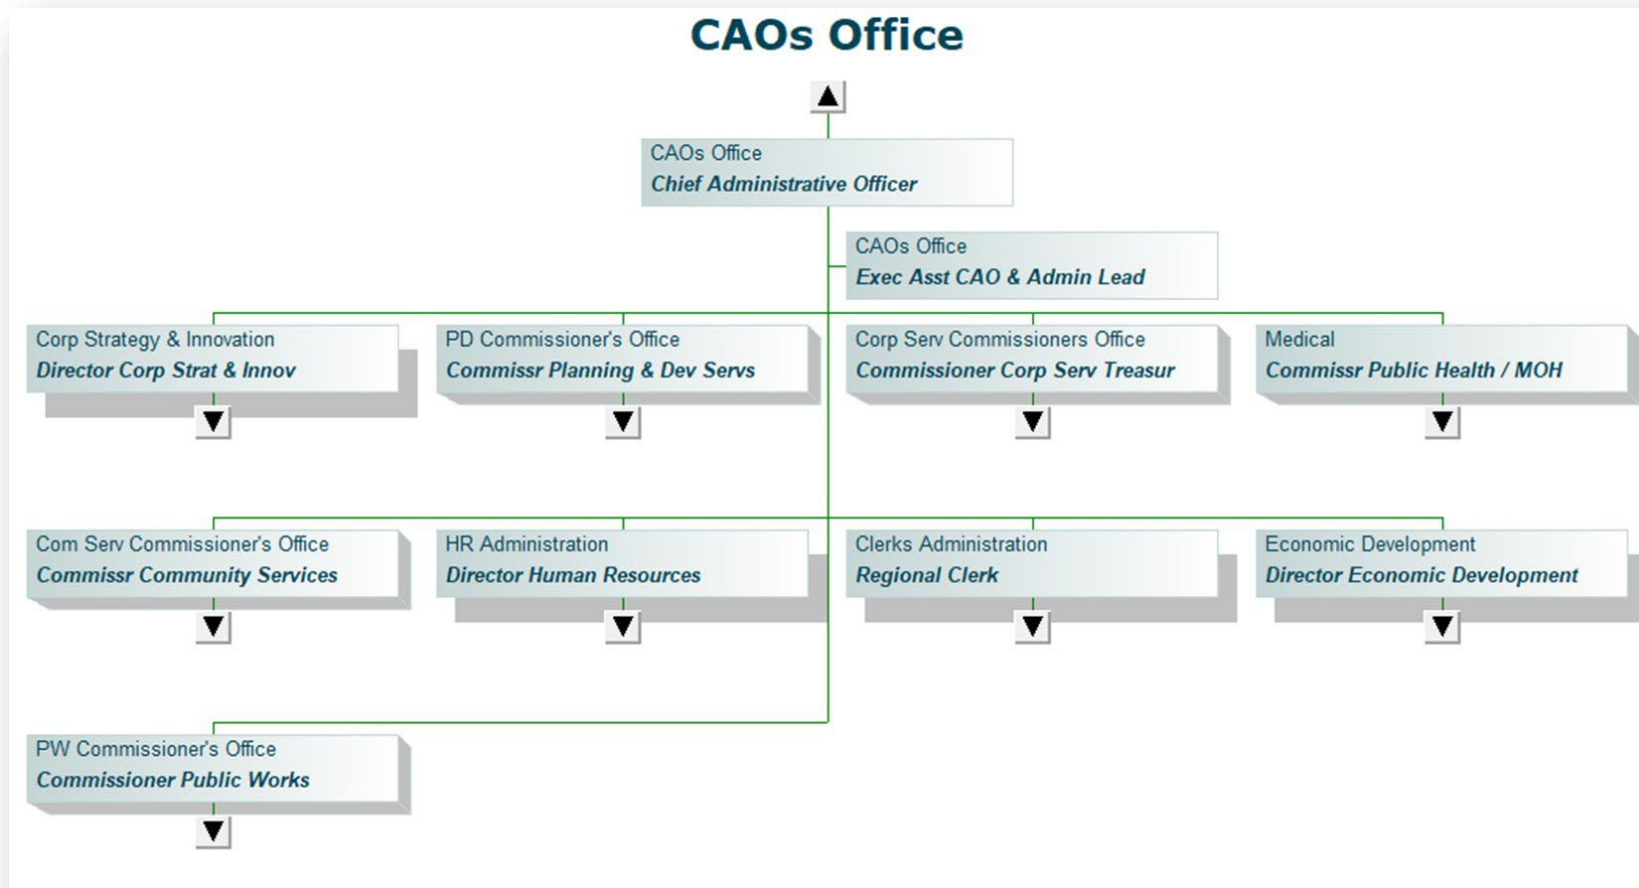 CAOs Office
CAOs Office
Chief Administrative Officer
CAOs Office
Exec Asst CAO & Admin Lead
Corp Strategy & Innovation
Director Corp Strat & Innov
PD Commissioner's Office
Commissr Planning & Dev Servs
Corp Serv Commissioners Office
Commissioner Corp Serv Treasur
Medical
Commissr Public Health / MOH
Com Serv Commissioner's Office
Commissr Community Services
HR Administration
Director Human Resources
Clerks Administration
Regional Clerk
Economic Development
Director Economic Development
PW Commissioner's Office
Commissioner Public Works